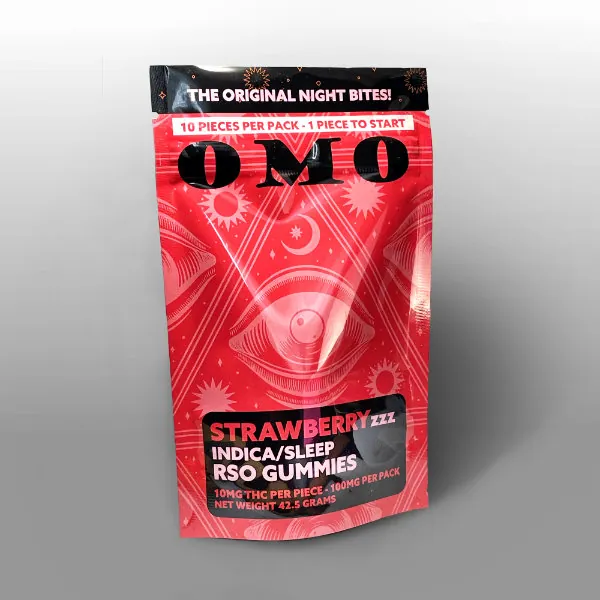 THE ORIGINAL NIGHT BITES!
10 PIECES PER PACK - 1 PIECE TO START
OMO
STRAWBERRYzzz
INDICA/SLEEP
RSO GUMMIES
10MG THC PER PIECE - 100MG PER PACK
NET WEIGHT 42.5 GRAMS